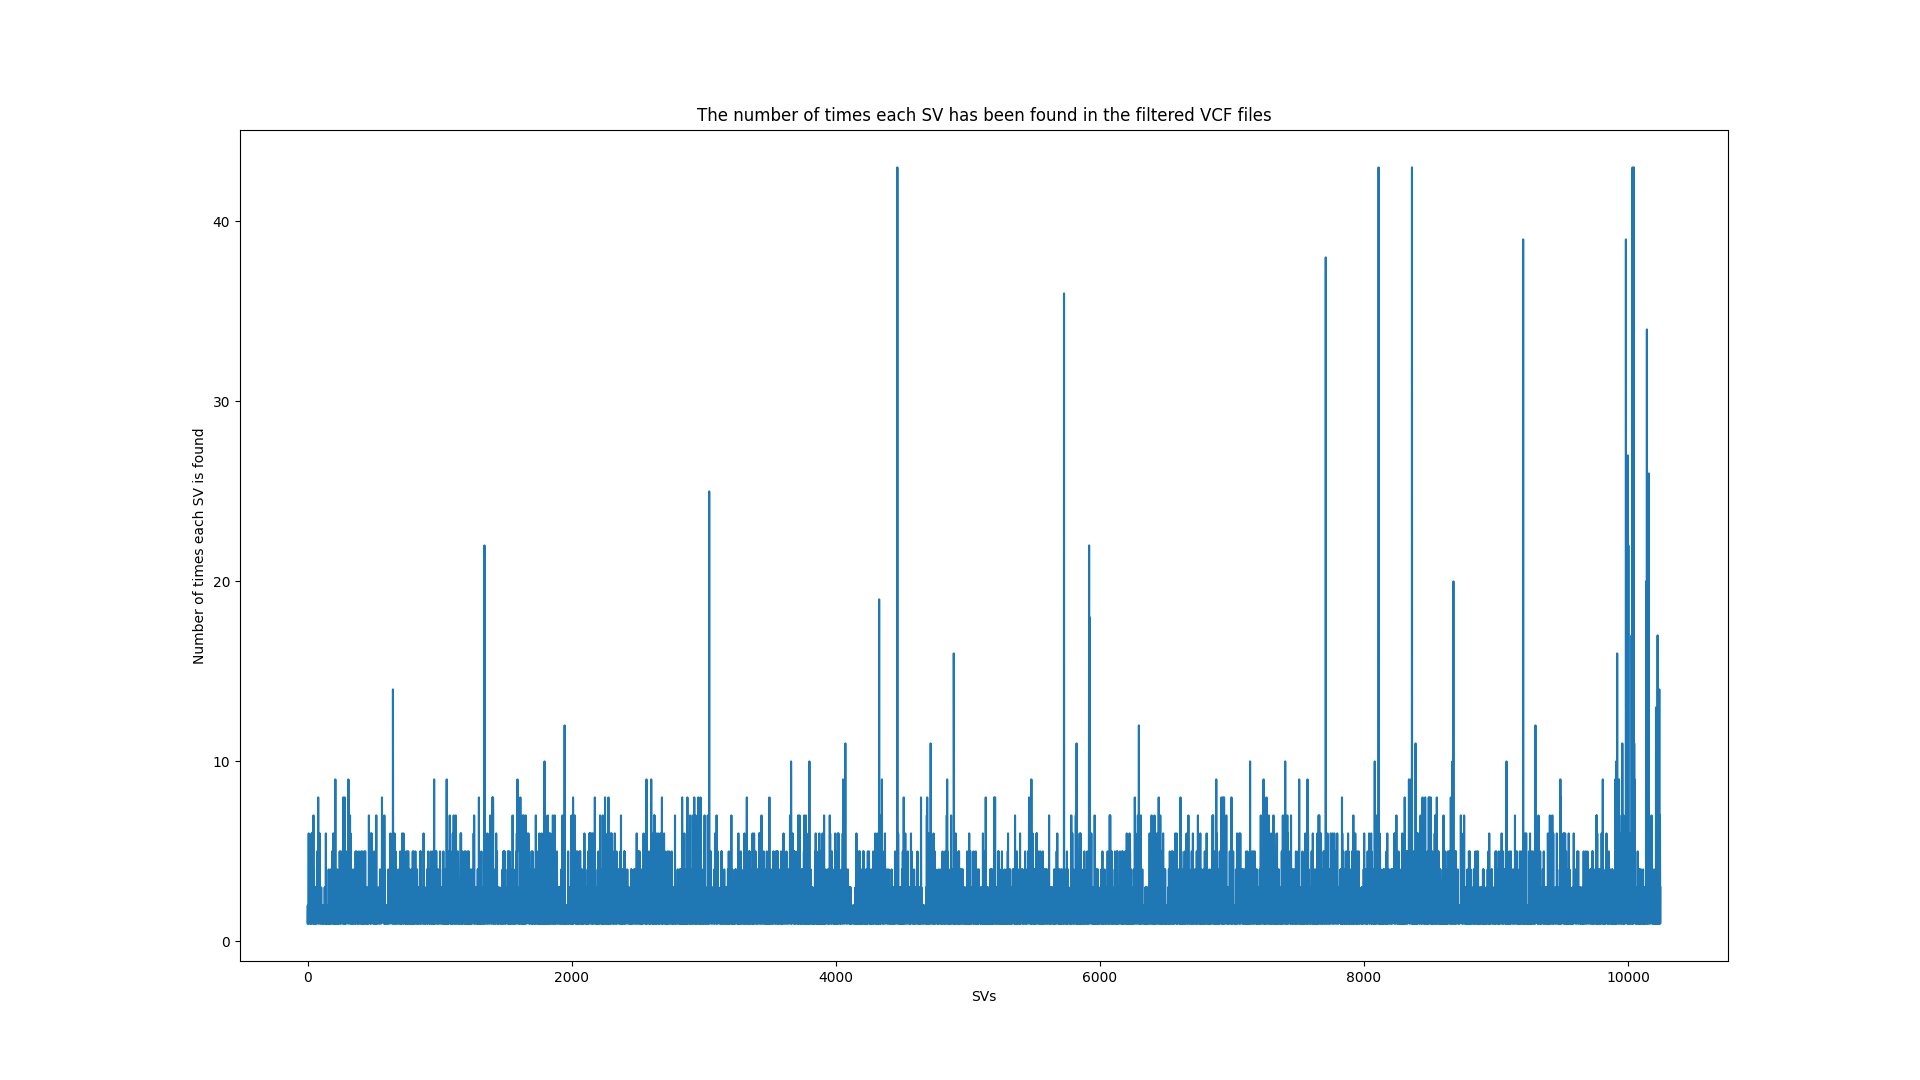 The number of times each SV has been found in the filtered VCF files
Number of times each SV is found
40
30
20
10
0
0 2000 4000 6000 8000 10000
SVs